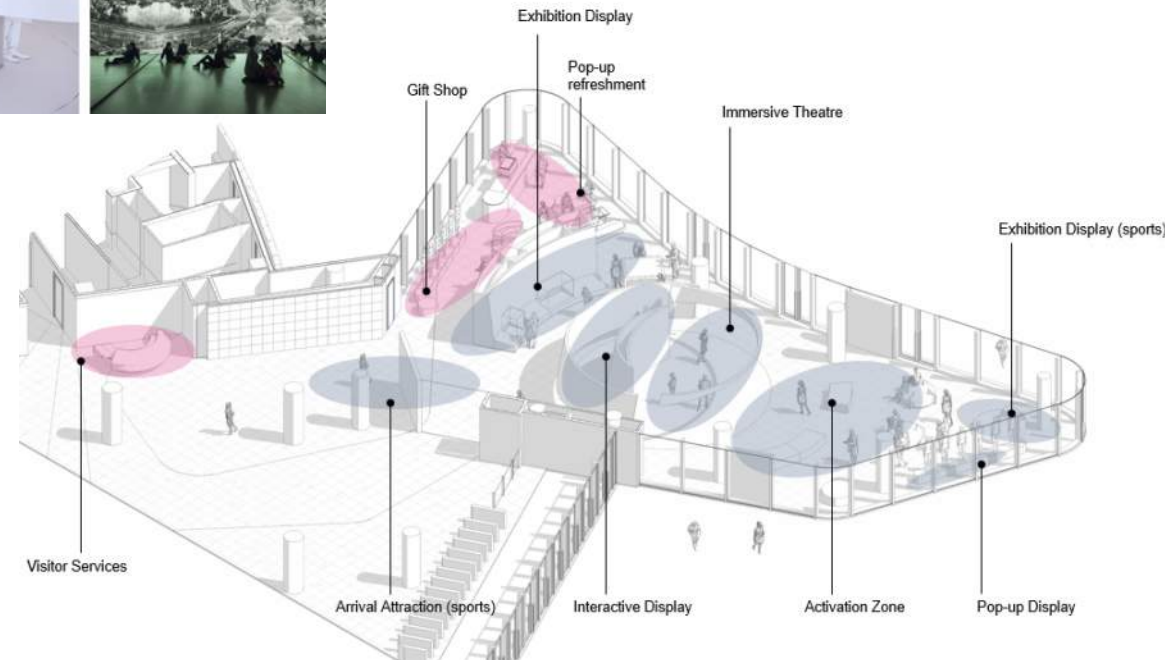 Exhibition Display
Pop-up
refreshment
Gift Shop
Immersive Theatre
Exhibition Display (sports)
Visitor Services
Arrival Attraction (sports)
Interactive Display
Activation Zone
Pop-up Display